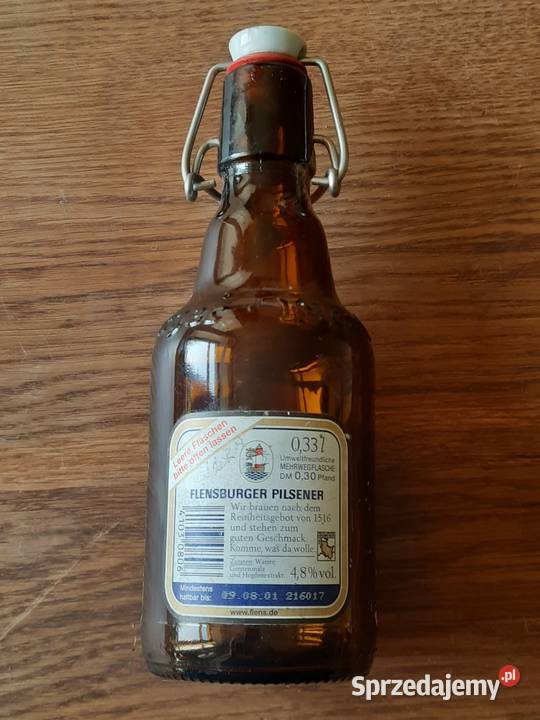 Leere Flaschen
bitte offen lassen
0,33 l
Umweltfreundliche
MEHRWEGFLASCHE
DM 0,30 Pfand
FLENSBURGER PILSENER
Wir brauen nach dem
Reinheitsgebot von 1516
und stehen zum
guten Geschmack.
Komme, was da wolle.
Zutaten: Wasser,
Gerstenmalz
und Hopfenextrakt.
4,8% vol.
Mindestens
haltbar bis:
09.08.01 216017
www.flens.de
Sprzedajemy.pl